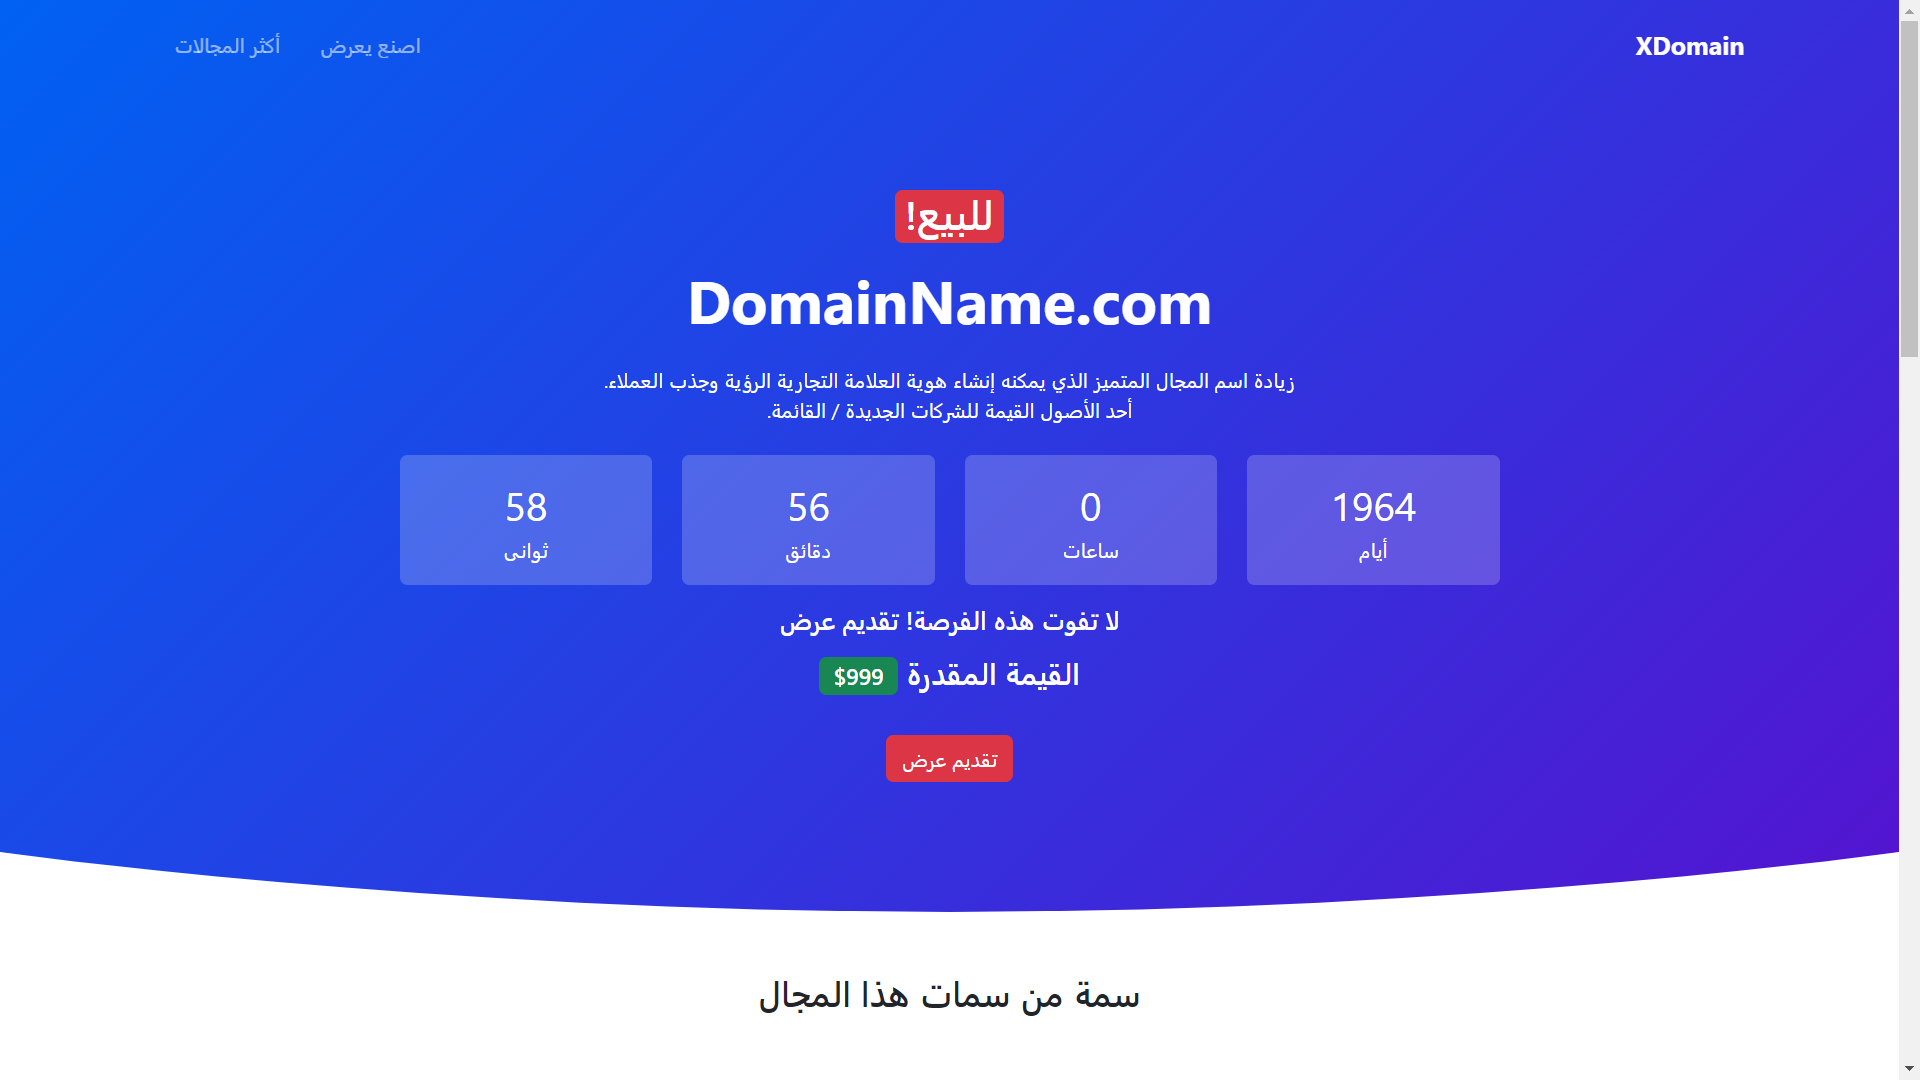 XDomain
اصنع يعرض
أكثر المجالات
للبيع!
DomainName.com
زيادة اسم المجال المتميز الذي يمكنه إنشاء هوية العلامة التجارية الرؤية وجذب العملاء.
أحد الأصول القيمة للشركات الجديدة / القائمة.
1964
أيام
0
ساعات
56
دقائق
58
ثوانى
لا تفوت هذه الفرصة! تقديم عرض
القيمة المقدرة $999
تقديم عرض
سمة من سمات هذا المجال